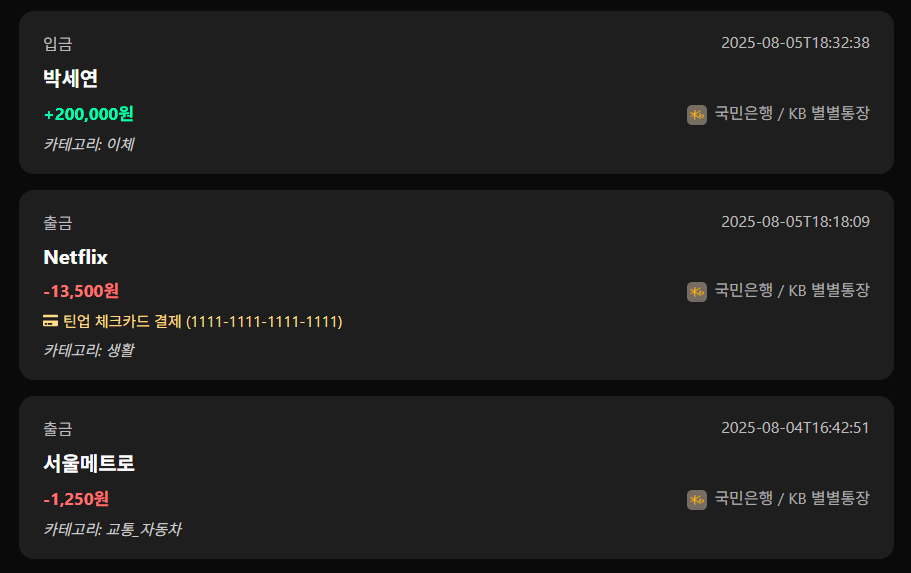 입금 2025-08-05T18:32:38
박세연
+200,000원 국민은행 / KB 별별통장
카테고리: 이체
출금 2025-08-05T18:18:09
Netflix
-13,500원 국민은행 / KB 별별통장
틴업 체크카드 결제 (1111-1111-1111-1111)
카테고리: 생활
출금 2025-08-04T16:42:51
서울메트로
-1,250원 국민은행 / KB 별별통장
카테고리: 교통_자동차